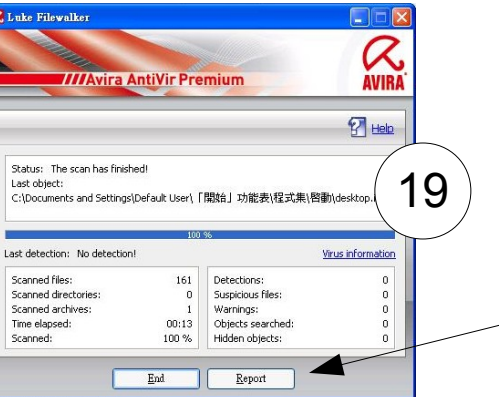 Luke Filewalker
///Avira AntiVir Premium
AVIRA
Help
Status: The scan has finished!
Last object:
C:\Documents and Settings\Default User\「開始」功能表\程式集\啓動\desktop.i
19
100 %
Last detection: No detection!
Virus information
Scanned files: 161
Scanned directories: 0
Scanned archives: 1
Time elapsed: 00:13
Scanned: 100 %
Detections: 0
Suspicious files: 0
Warnings: 0
Objects searched: 0
Hidden objects: 0
End
Report